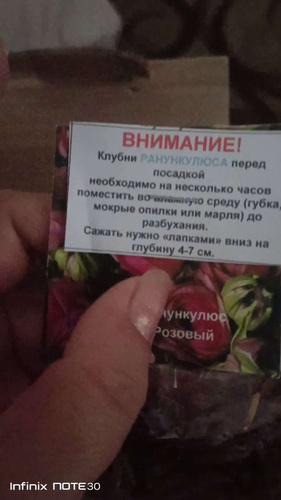 ВНИМАНИЕ!
Клубни РАНУНКУЛЮСА перед
посадкой
необходимо на несколько часов
поместить во влажную среду (губка,
мокрые опилки или марля) до
разбухания.
Сажать нужно «лапками» вниз на
глубину 4-7 см.
нункулюс
Розовый
Infinix NOTE30